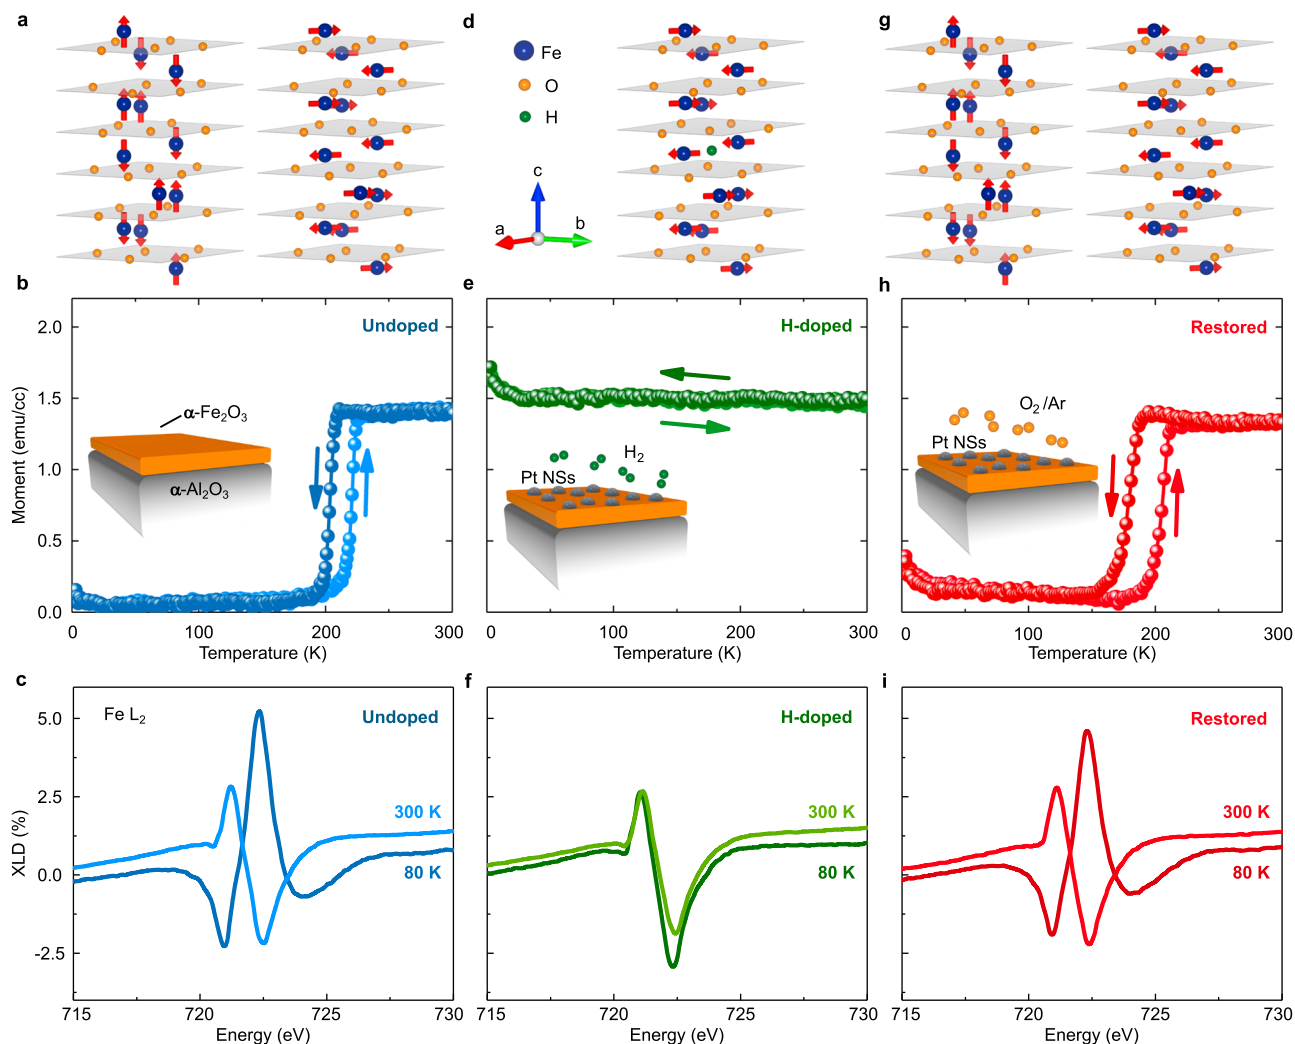 a
d
Fe
O
H
c
a
b
g
b
Undoped
2.0
1.5
1.0
0.5
0.0
Moment (emu/cc)
α-Fe2O3
α-Al2O3
0
100
200
300
Temperature (K)
e
H-doped
H2
Pt NSs
0
100
200
300
Temperature (K)
h
Restored
O2/Ar
Pt NSs
0
100
200
300
Temperature (K)
c
Fe L2
Undoped
5.0
2.5
0.0
-2.5
XLD (%)
300 K
80 K
715
720
725
730
Energy (eV)
f
H-doped
300 K
80 K
715
720
725
730
Energy (eV)
i
Restored
300 K
80 K
715
720
725
730
Energy (eV)